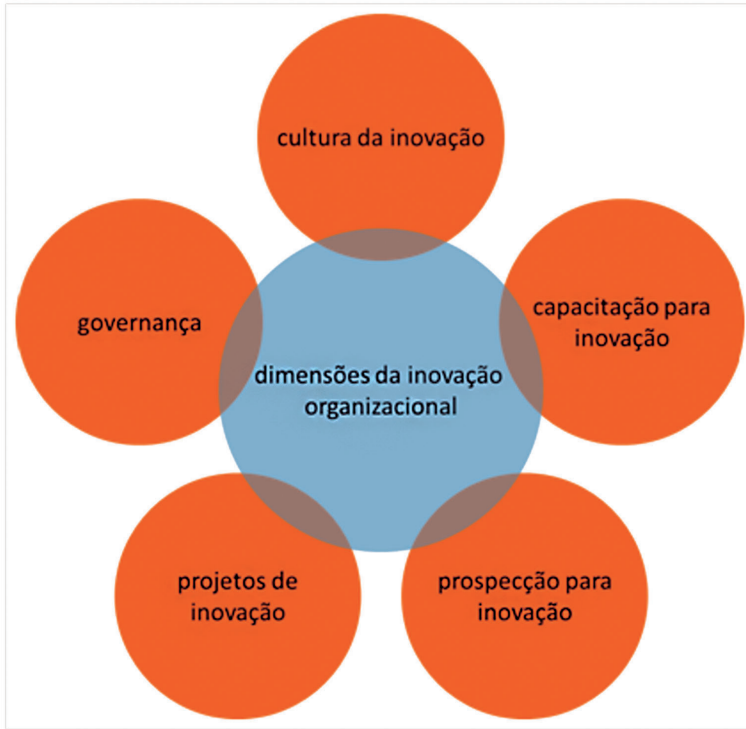 cultura da inovação
governança
capacitação para
inovação
dimensões da inovação
organizacional
projetos de
inovação
prospecção para
inovação